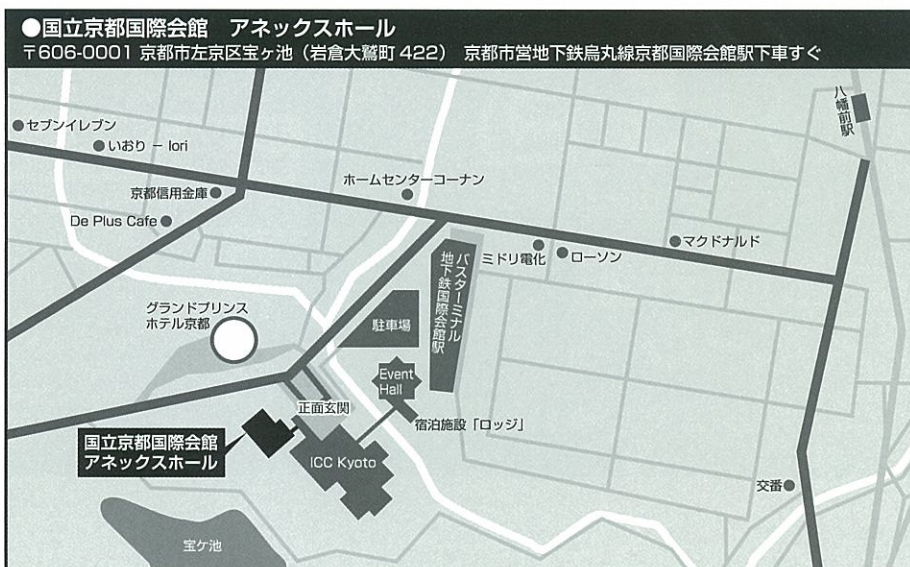 ●国立京都国際会館　アネックスホール
〒606-0001 京都市左京区宝ヶ池（岩倉大鷺町 422）　京都市営地下鉄烏丸線京都国際会館駅下車すぐ
八幡前駅
セブンイレブン
いおり － Iori
京都信用金庫
ホームセンターコーナン
De Plus Cafe
ミドリ電化
ローソン
マクドナルド
バスターミナル
地下鉄国際会館駅
グランドプリンス
ホテル京都
駐車場
Event
Hall
正面玄関
宿泊施設「ロッジ」
国立京都国際会館
アネックスホール
ICC Kyoto
交番
宝ケ池